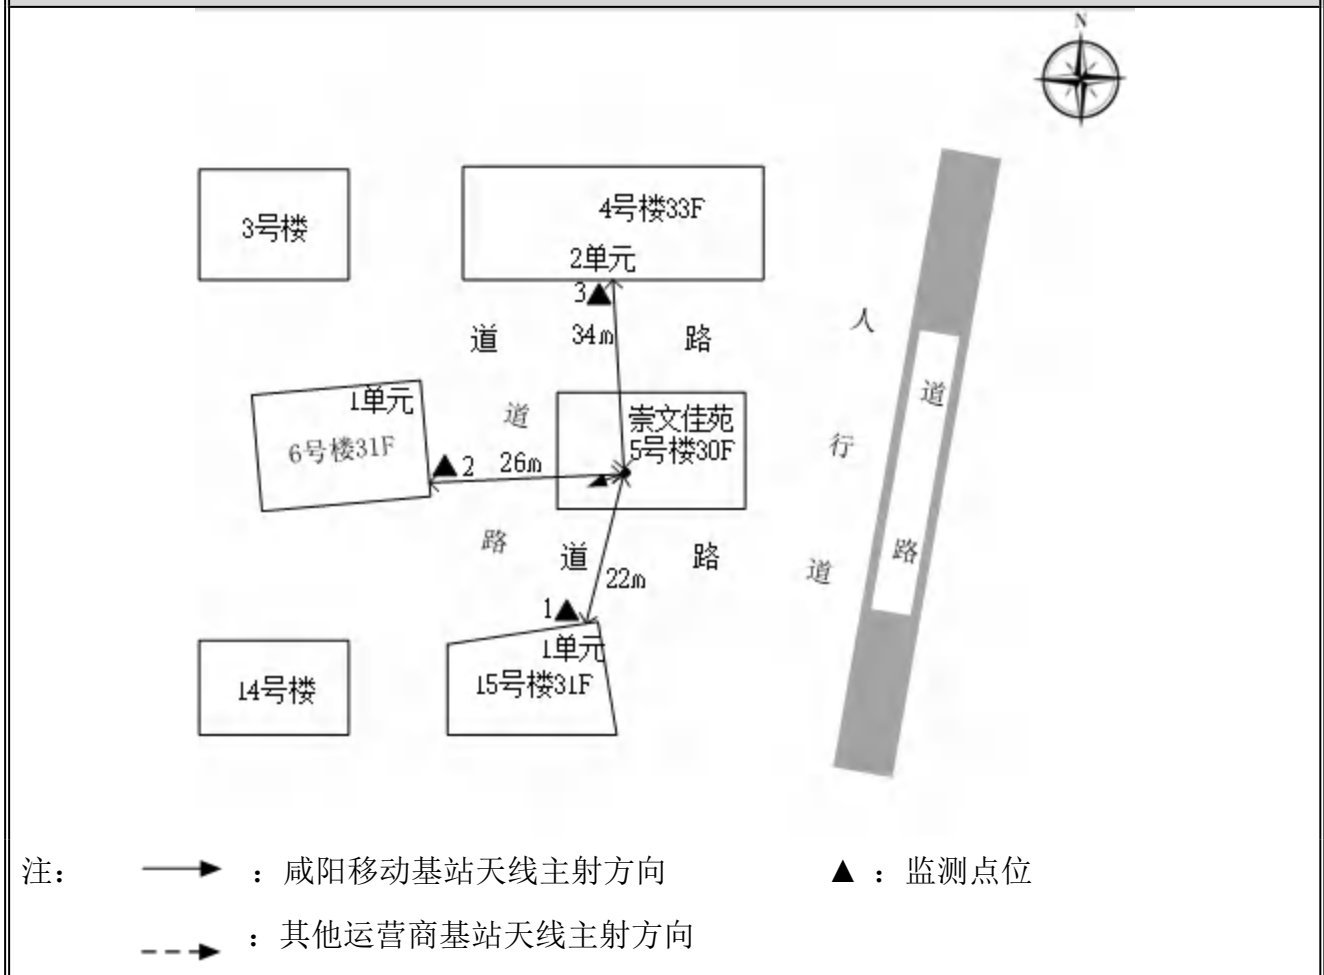 N
3号楼
4号楼33F
2单元
3▲
34m
道 路
人
行
道
道
路
1单元
6号楼31F
道
路
▲2
26m
崇文佳苑
5号楼30F
道 路
22m
1▲
1单元
15号楼31F
14号楼
注： ：咸阳移动基站天线主射方向 ▲：监测点位
：其他运营商基站天线主射方向